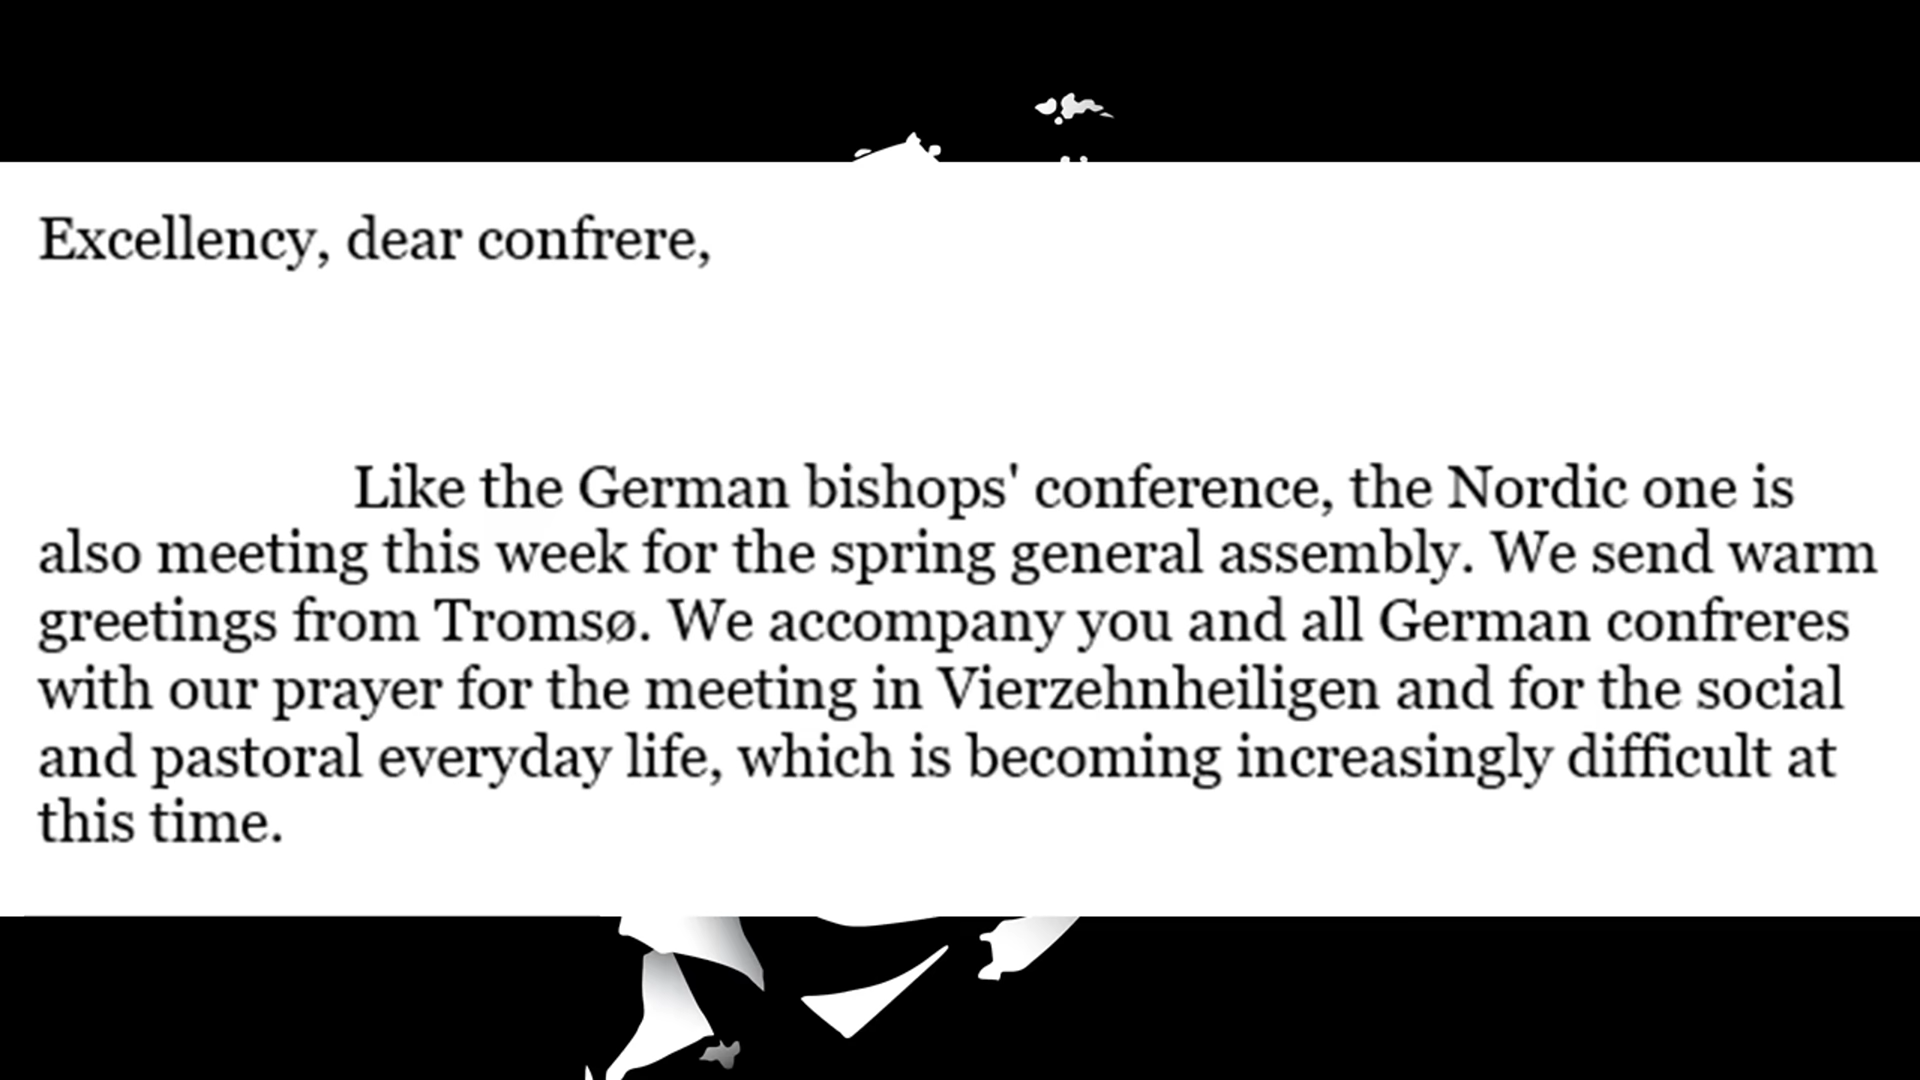 Excellency, dear confrere,
Like the German bishops' conference, the Nordic one is
also meeting this week for the spring general assembly. We send warm
greetings from Tromsø. We accompany you and all German confreres
with our prayer for the meeting in Vierzehnheiligen and for the social
and pastoral everyday life, which is becoming increasingly difficult at
this time.